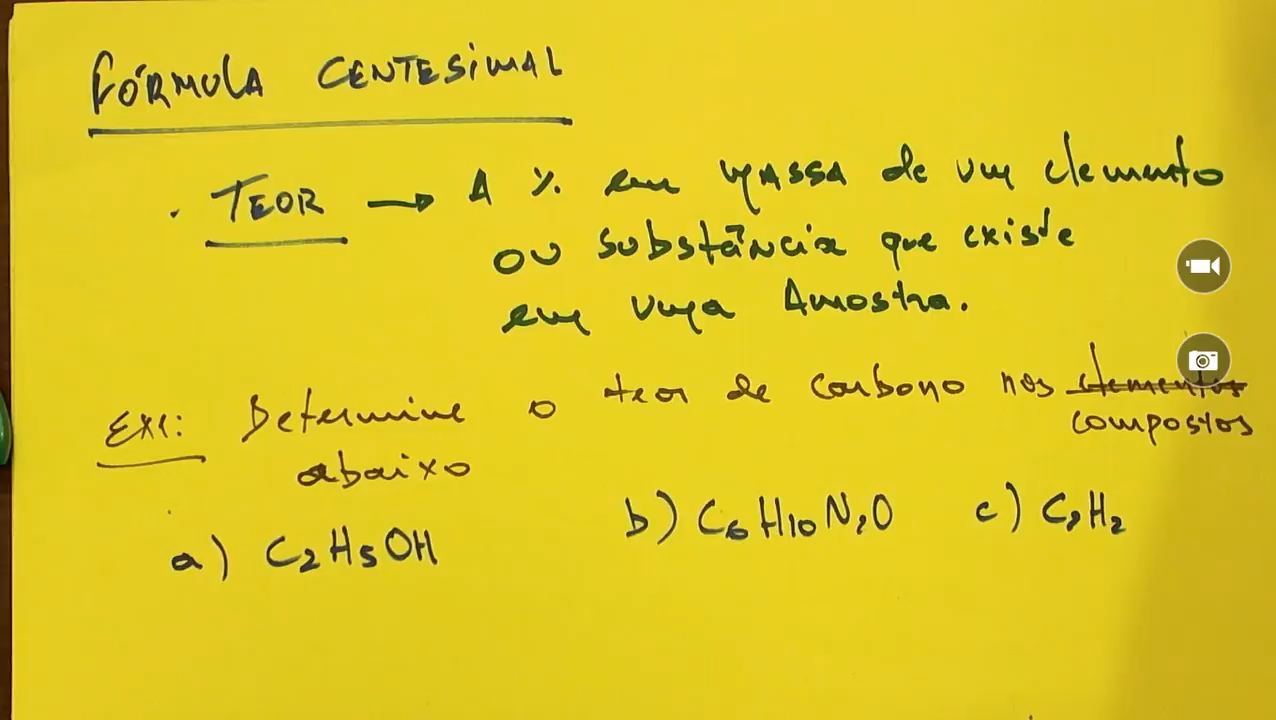 FÓRMULA CENTESIMAL
. TEOR → A % em MASSA de um elemento
ou substância que existe
em uma Amostra.
EX1: Determine o teor de carbono nos elementos
compostos
abaixo
a) C2H5OH b) C6H10N2O c) C2H2